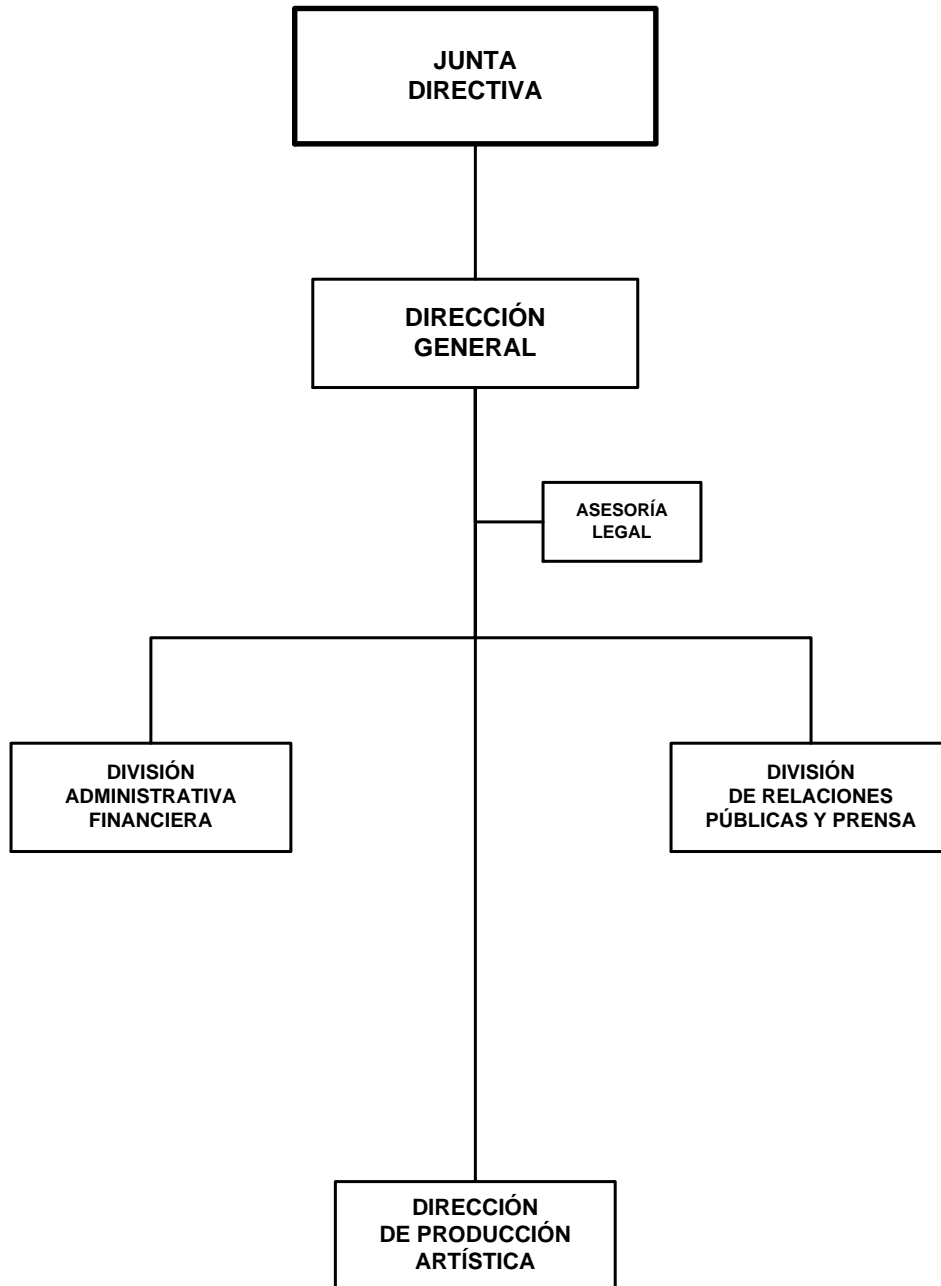 JUNTA
DIRECTIVA
DIRECCIÓN
GENERAL
ASESORÍA
LEGAL
DIVISIÓN
ADMINISTRATIVA
FINANCIERA
DIVISIÓN
DE RELACIONES
PÚBLICAS Y PRENSA
DIRECCIÓN
DE PRODUCCIÓN
ARTÍSTICA